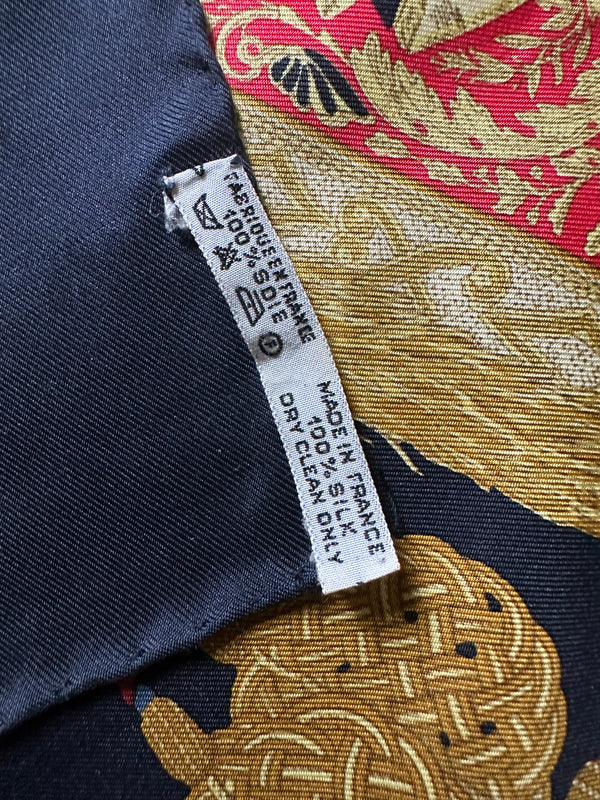 FABRIQUE EN FRANCE
100% SOIE
MADE IN FRANCE
100% SILK
DRY CLEAN ONLY